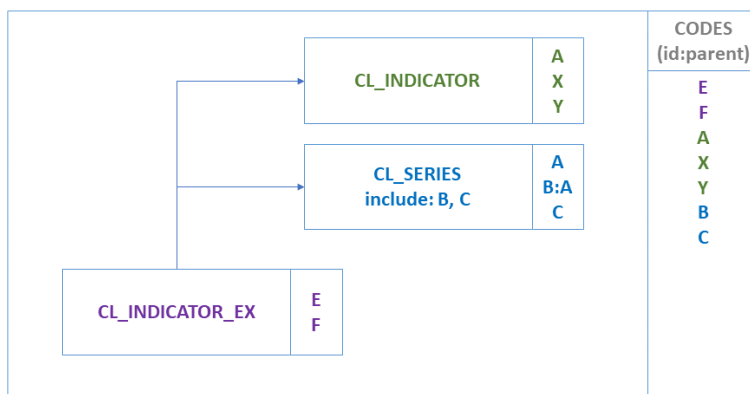 CL_INDICATOR
A
X
Y
CL_SERIES
include: B, C
A
B:A
C
CL_INDICATOR_EX
E
F
CODES
(id:parent)
E
F
A
X
Y
B
C